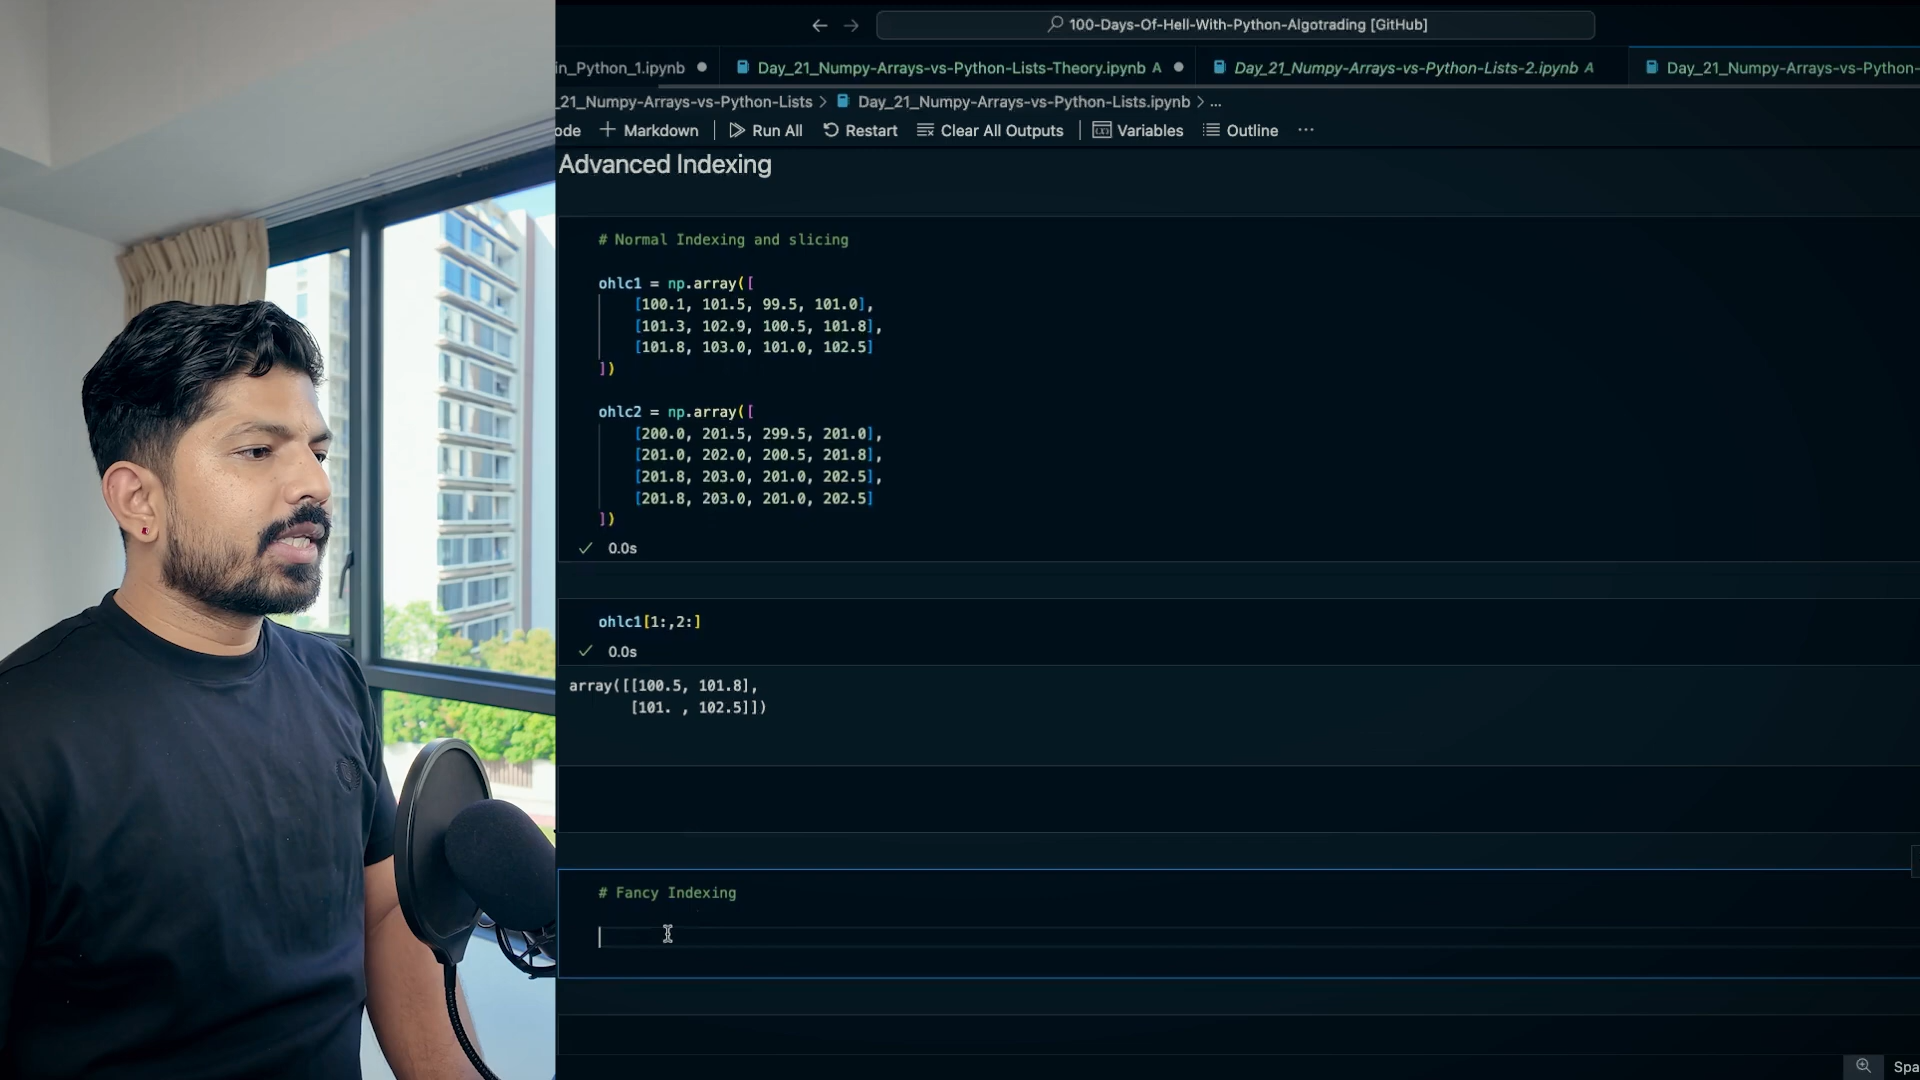 100-Days-Of-Hell-With-Python-Algotrading [GitHub]
in_Python_1.ipynb
Day_21_Numpy-Arrays-vs-Python-Lists-Theory.ipynb A
Day_21_Numpy-Arrays-vs-Python-Lists-2.ipynb A
Day_21_Numpy-Arrays-vs-Python-
_21_Numpy-Arrays-vs-Python-Lists > Day_21_Numpy-Arrays-vs-Python-Lists.ipynb > ...
ode + Markdown Run All Restart Clear All Outputs Variables Outline ...
Advanced Indexing
# Normal Indexing and slicing
ohlc1 = np.array([
[100.1, 101.5, 99.5, 101.0],
[101.3, 102.9, 100.5, 101.8],
[101.8, 103.0, 101.0, 102.5]
])
ohlc2 = np.array([
[200.0, 201.5, 299.5, 201.0],
[201.0, 202.0, 200.5, 201.8],
[201.8, 203.0, 201.0, 202.5],
[201.8, 203.0, 201.0, 202.5]
])
0.0s
ohlc1[1:,2:]
0.0s
array([[100.5, 101.8],
[101. , 102.5]])
# Fancy Indexing
Spa